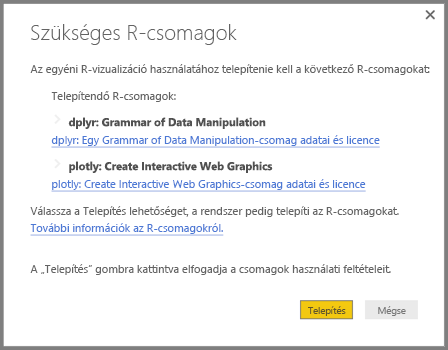 Szükséges R-csomagok
Az egyéni R-vizualizáció használatához telepítenie kell a következő R-csomagokat:
Telepítendő R-csomagok:
dplyr: Grammar of Data Manipulation
dplyr: Egy Grammar of Data Manipulation-csomag adatai és licence
plotly: Create Interactive Web Graphics
plotly: Create Interactive Web Graphics-csomag adatai és licence
Válassza a Telepítés lehetőséget, a rendszer pedig telepíti az R-csomagokat.
További információk az R-csomagokról.
A „Telepítés” gombra kattintva elfogadja a csomagok használati feltételeit.
Telepítés Mégse